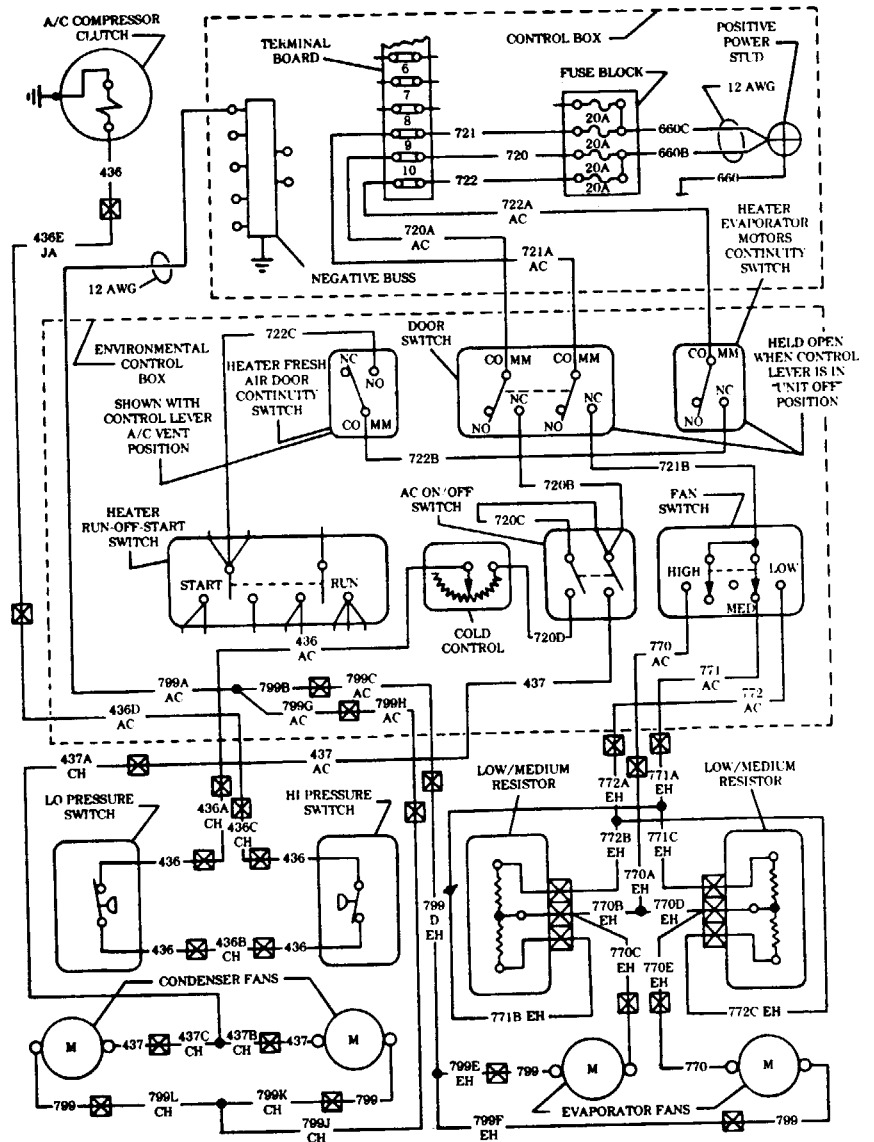 A/C COMPRESSOR
CLUTCH
TERMINAL
BOARD
CONTROL BOX
POSITIVE
POWER
STUD
FUSE BLOCK
12 AWG
6
7
8
9
10
20A
20A
20A
20A
721
720
722
660C
660B
660
436
436E
JA
12 AWG
NEGATIVE BUSS
722A
AC
720A
AC
721A
AC
HEATER
EVAPORATOR
MOTORS
CONTINUITY
SWITCH
ENVIRONMENTAL
CONTROL
BOX
722C
HEATER FRESH
AIR DOOR
CONTINUITY
SWITCH
DOOR
SWITCH
HELD OPEN
WHEN CONTROL
LEVER IS IN
"UNIT OFF"
POSITION
SHOWN WITH
CONTROL LEVER
A/C VENT
POSITION
NC
NO
CO MM
CO MM
CO MM
NO
NC
NO
NC
CO MM
NC
NO
722B
721B
720B
HEATER
RUN-OFF-START
SWITCH
AC ON/OFF
SWITCH
720C
FAN
SWITCH
START
RUN
HIGH
LOW
MED
COLD
CONTROL
720D
436
AC
437
770
AC
771
AC
772
AC
799A
AC
799B
799C
AC
799G
AC
799H
AC
436D
AC
437A
CH
437
AC
LO PRESSURE
SWITCH
HI PRESSURE
SWITCH
436A
CH
436C
CH
436
436
436
436B
CH
436
LOW/MEDIUM
RESISTOR
LOW/MEDIUM
RESISTOR
772A
EH
771A
EH
772B
EH
771C
EH
770A
EH
770B
EH
770D
EH
770C
EH
770E
EH
799
D
EH
771B EH
772C EH
CONDENSER FANS
M
437
437C
CH
437B
CH
437
M
799
799L
CH
799K
CH
799
799J
CH
799E
EH
799
M
770
M
EVAPORATOR FANS
799F
EH
799